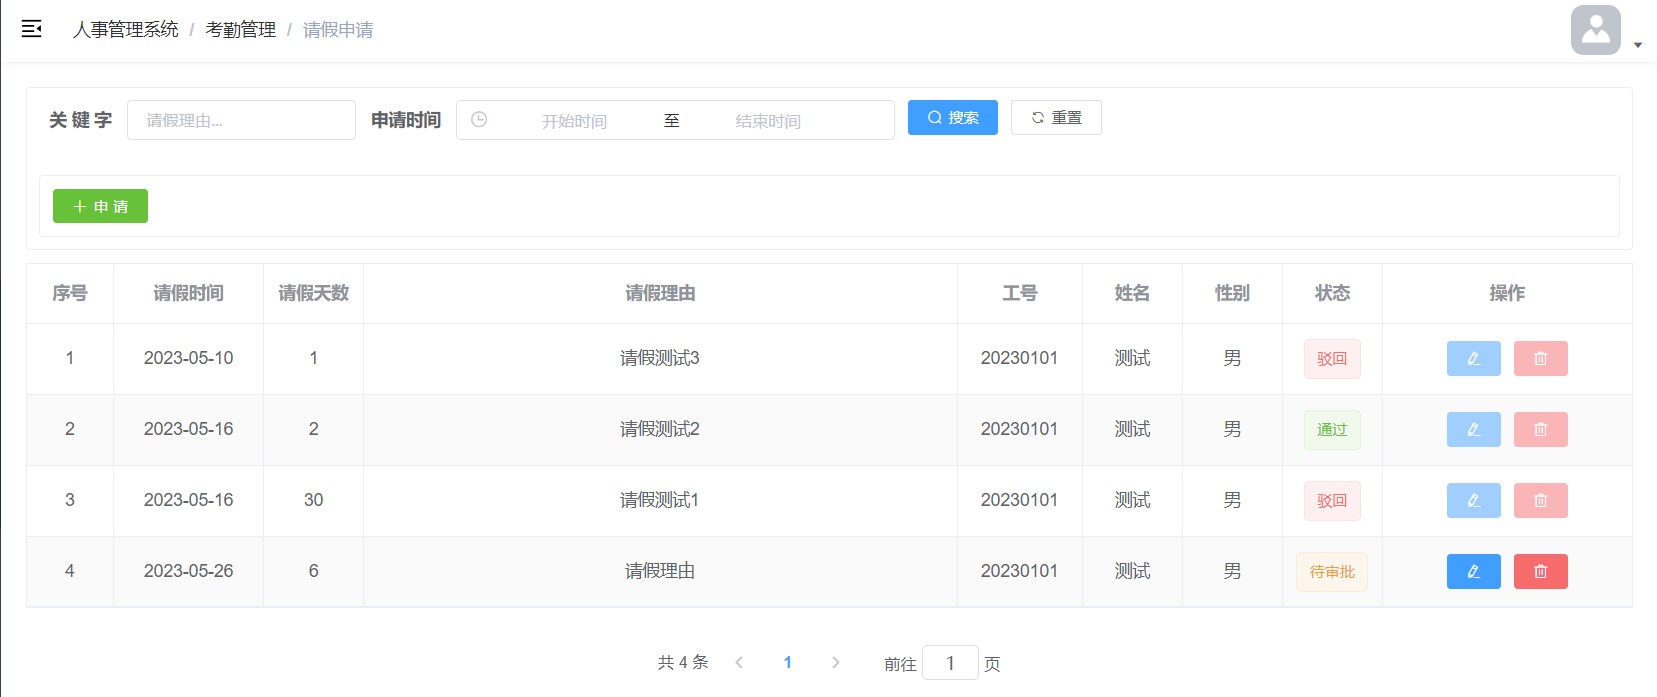 人事管理系统 / 考勤管理 / 请假申请
关 键 字 请假理由... 申请时间 开始时间 至 结束时间 搜索 重置
申 请
序号 请假时间 请假天数 请假理由 工号 姓名 性别 状态 操作
1 2023-05-10 1 请假测试3 20230101 测试 男 驳回
2 2023-05-16 2 请假测试2 20230101 测试 男 通过
3 2023-05-16 30 请假测试1 20230101 测试 男 驳回
4 2023-05-26 6 请假理由 20230101 测试 男 待审批
共 4 条 1 前往 1 页